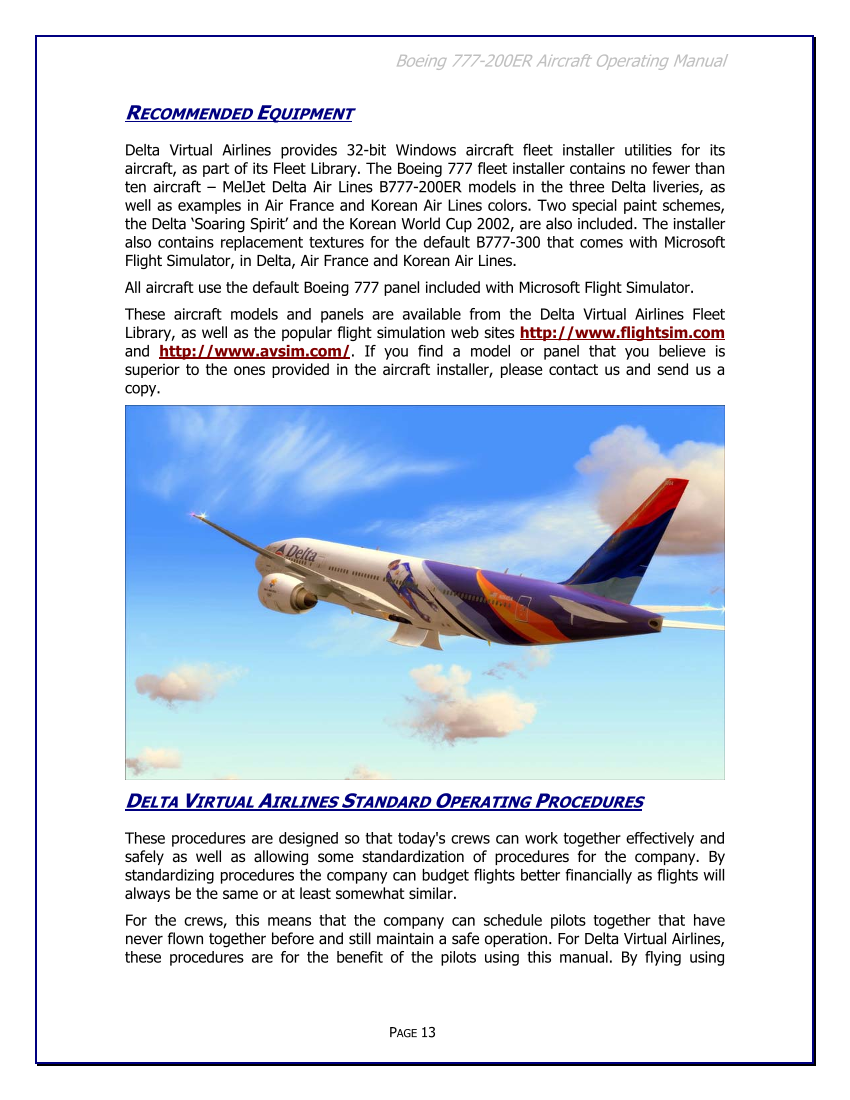 Boeing 777-200ER Aircraft Operating Manual
RECOMMENDED EQUIPMENT
Delta Virtual Airlines provides 32-bit Windows aircraft fleet installer utilities for its
aircraft, as part of its Fleet Library. The Boeing 777 fleet installer contains no fewer than
ten aircraft – MelJet Delta Air Lines B777-200ER models in the three Delta liveries, as
well as examples in Air France and Korean Air Lines colors. Two special paint schemes,
the Delta ‘Soaring Spirit’ and the Korean World Cup 2002, are also included. The installer
also contains replacement textures for the default B777-300 that comes with Microsoft
Flight Simulator, in Delta, Air France and Korean Air Lines.
All aircraft use the default Boeing 777 panel included with Microsoft Flight Simulator.
These aircraft models and panels are available from the Delta Virtual Airlines Fleet
Library, as well as the popular flight simulation web sites http://www.flightsim.com
and http://www.avsim.com/. If you find a model or panel that you believe is
superior to the ones provided in the aircraft installer, please contact us and send us a
copy.
Delta
DELTA VIRTUAL AIRLINES STANDARD OPERATING PROCEDURES
These procedures are designed so that today's crews can work together effectively and
safely as well as allowing some standardization of procedures for the company. By
standardizing procedures the company can budget flights better financially as flights will
always be the same or at least somewhat similar.
For the crews, this means that the company can schedule pilots together that have
never flown together before and still maintain a safe operation. For Delta Virtual Airlines,
these procedures are for the benefit of the pilots using this manual. By flying using
PAGE 13